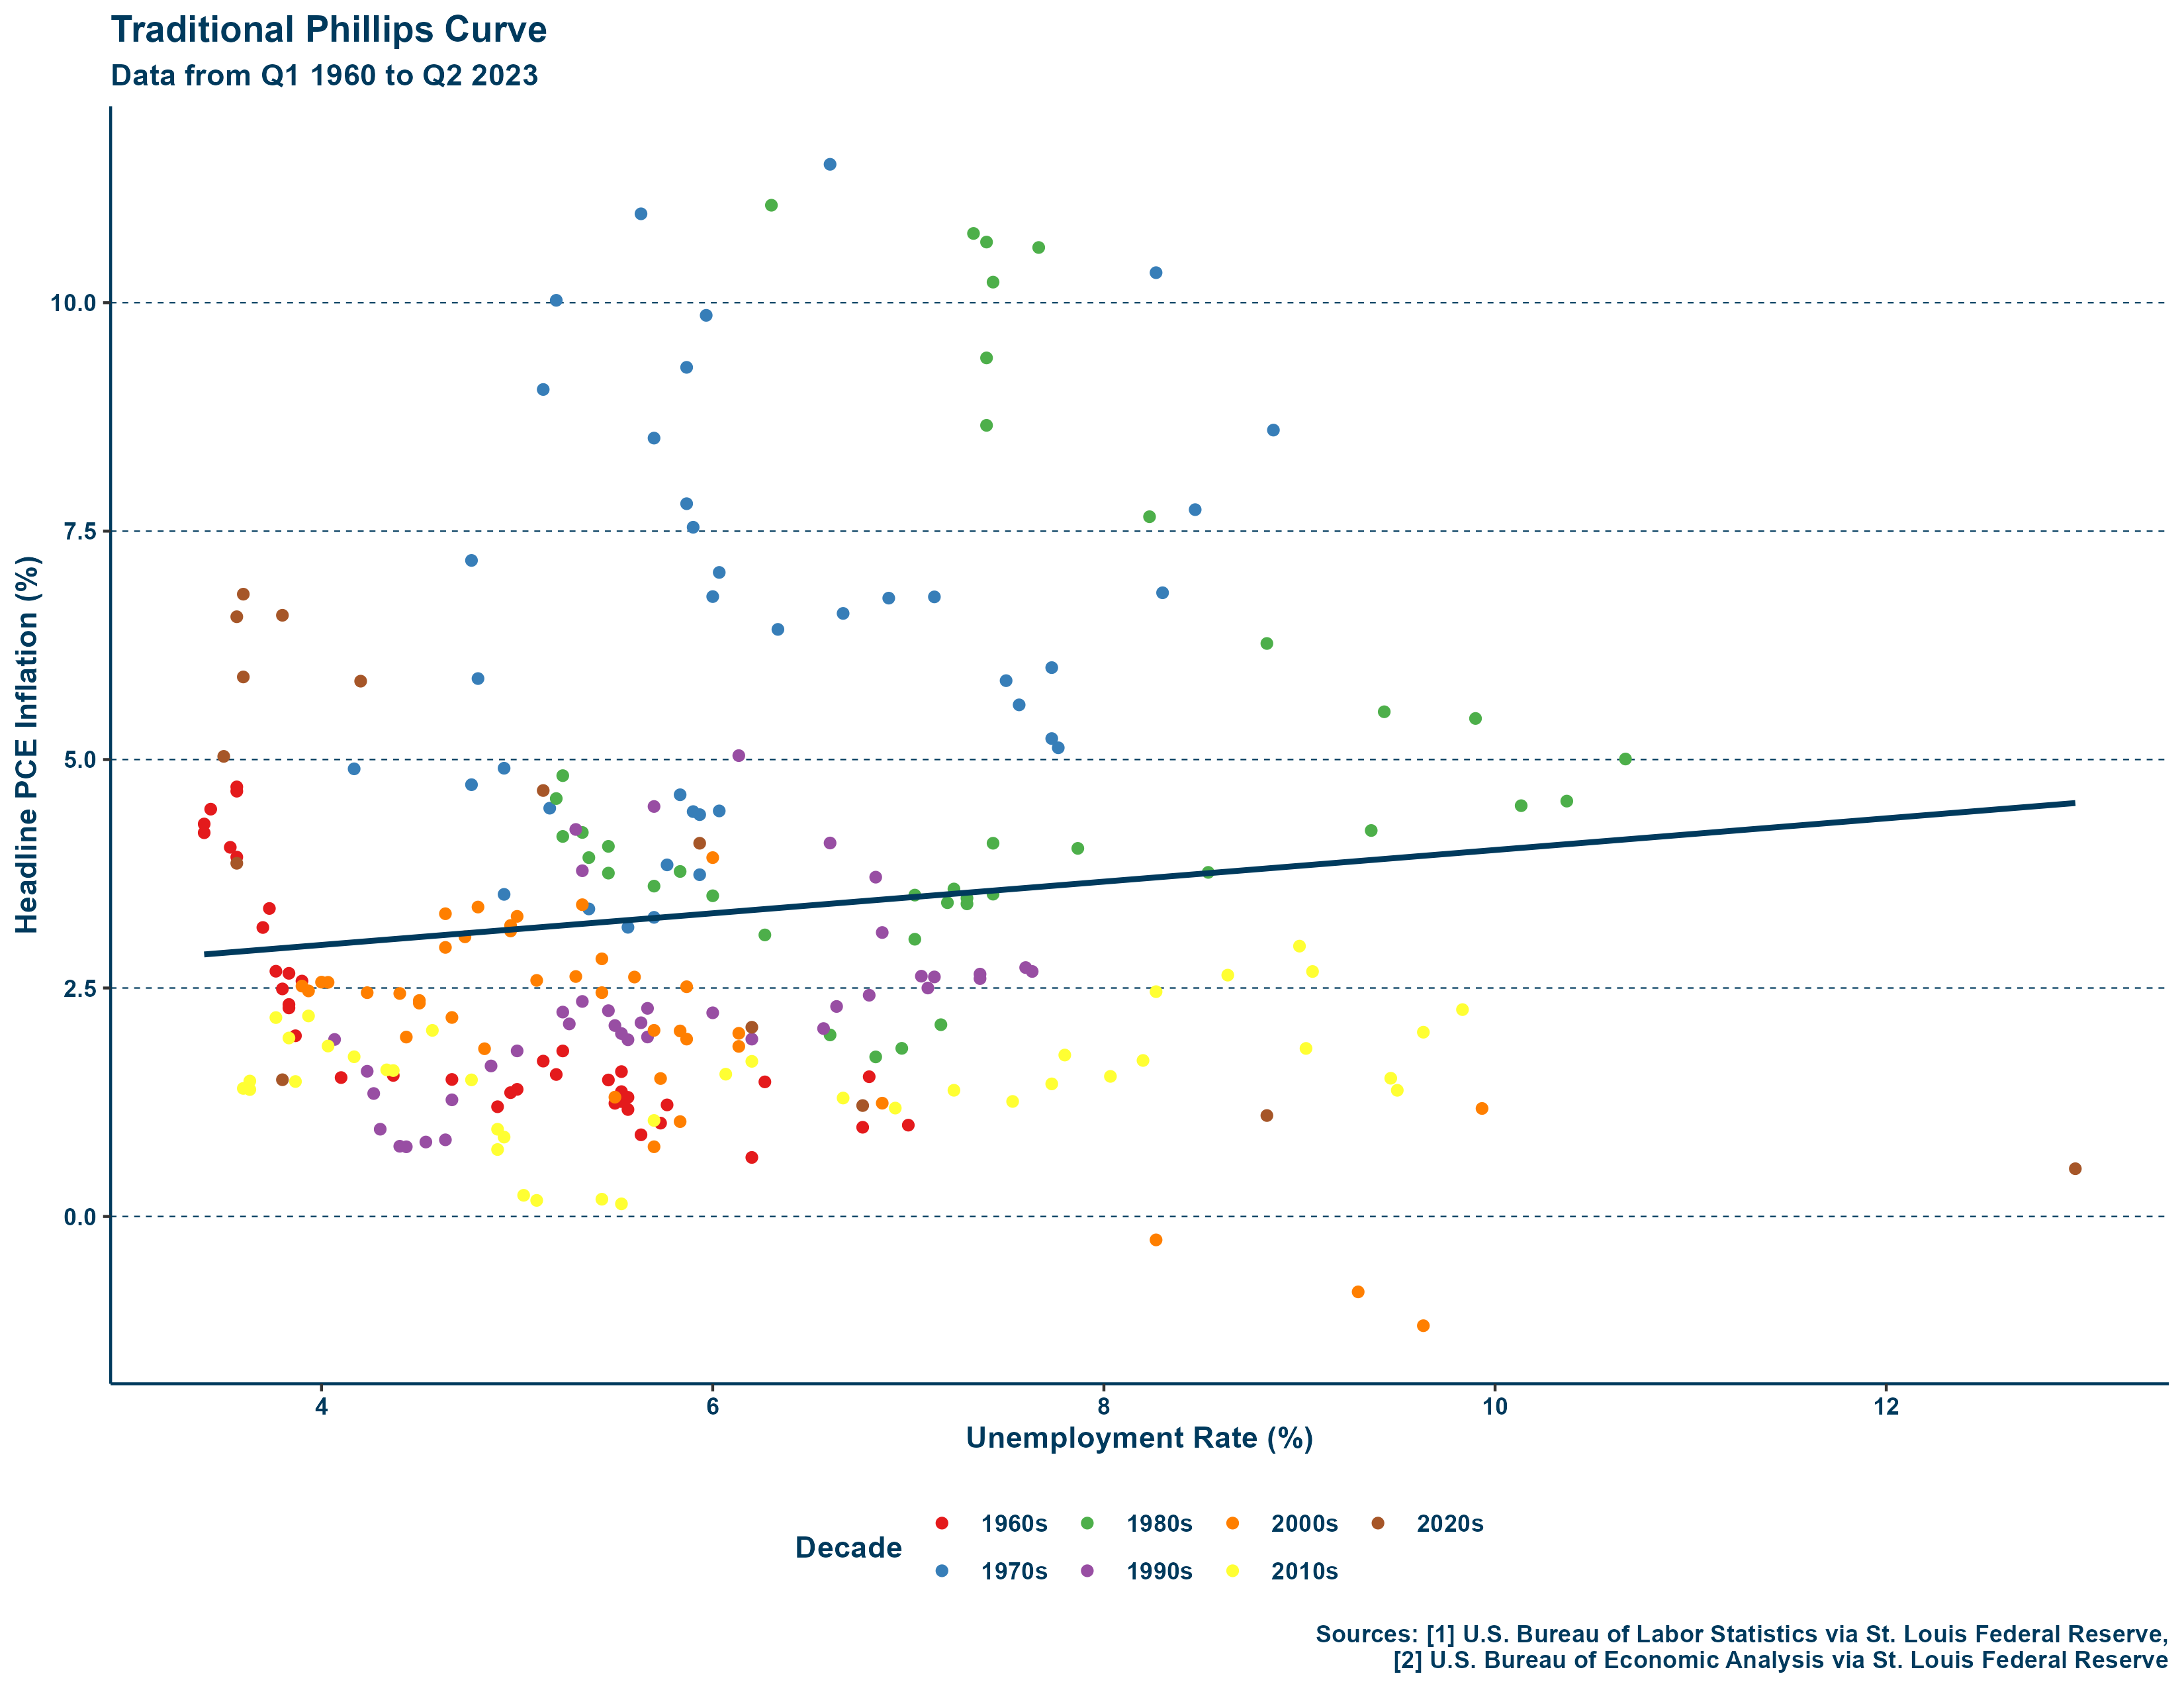 Traditional Phillips Curve
Data from Q1 1960 to Q2 2023
Headline PCE Inflation (%)
10.0
7.5
5.0
2.5
0.0
4 6 8 10 12
Unemployment Rate (%)
Decade
1960s 1980s 2000s 2020s
1970s 1990s 2010s
Sources: [1] U.S. Bureau of Labor Statistics via St. Louis Federal Reserve,
[2] U.S. Bureau of Economic Analysis via St. Louis Federal Reserve